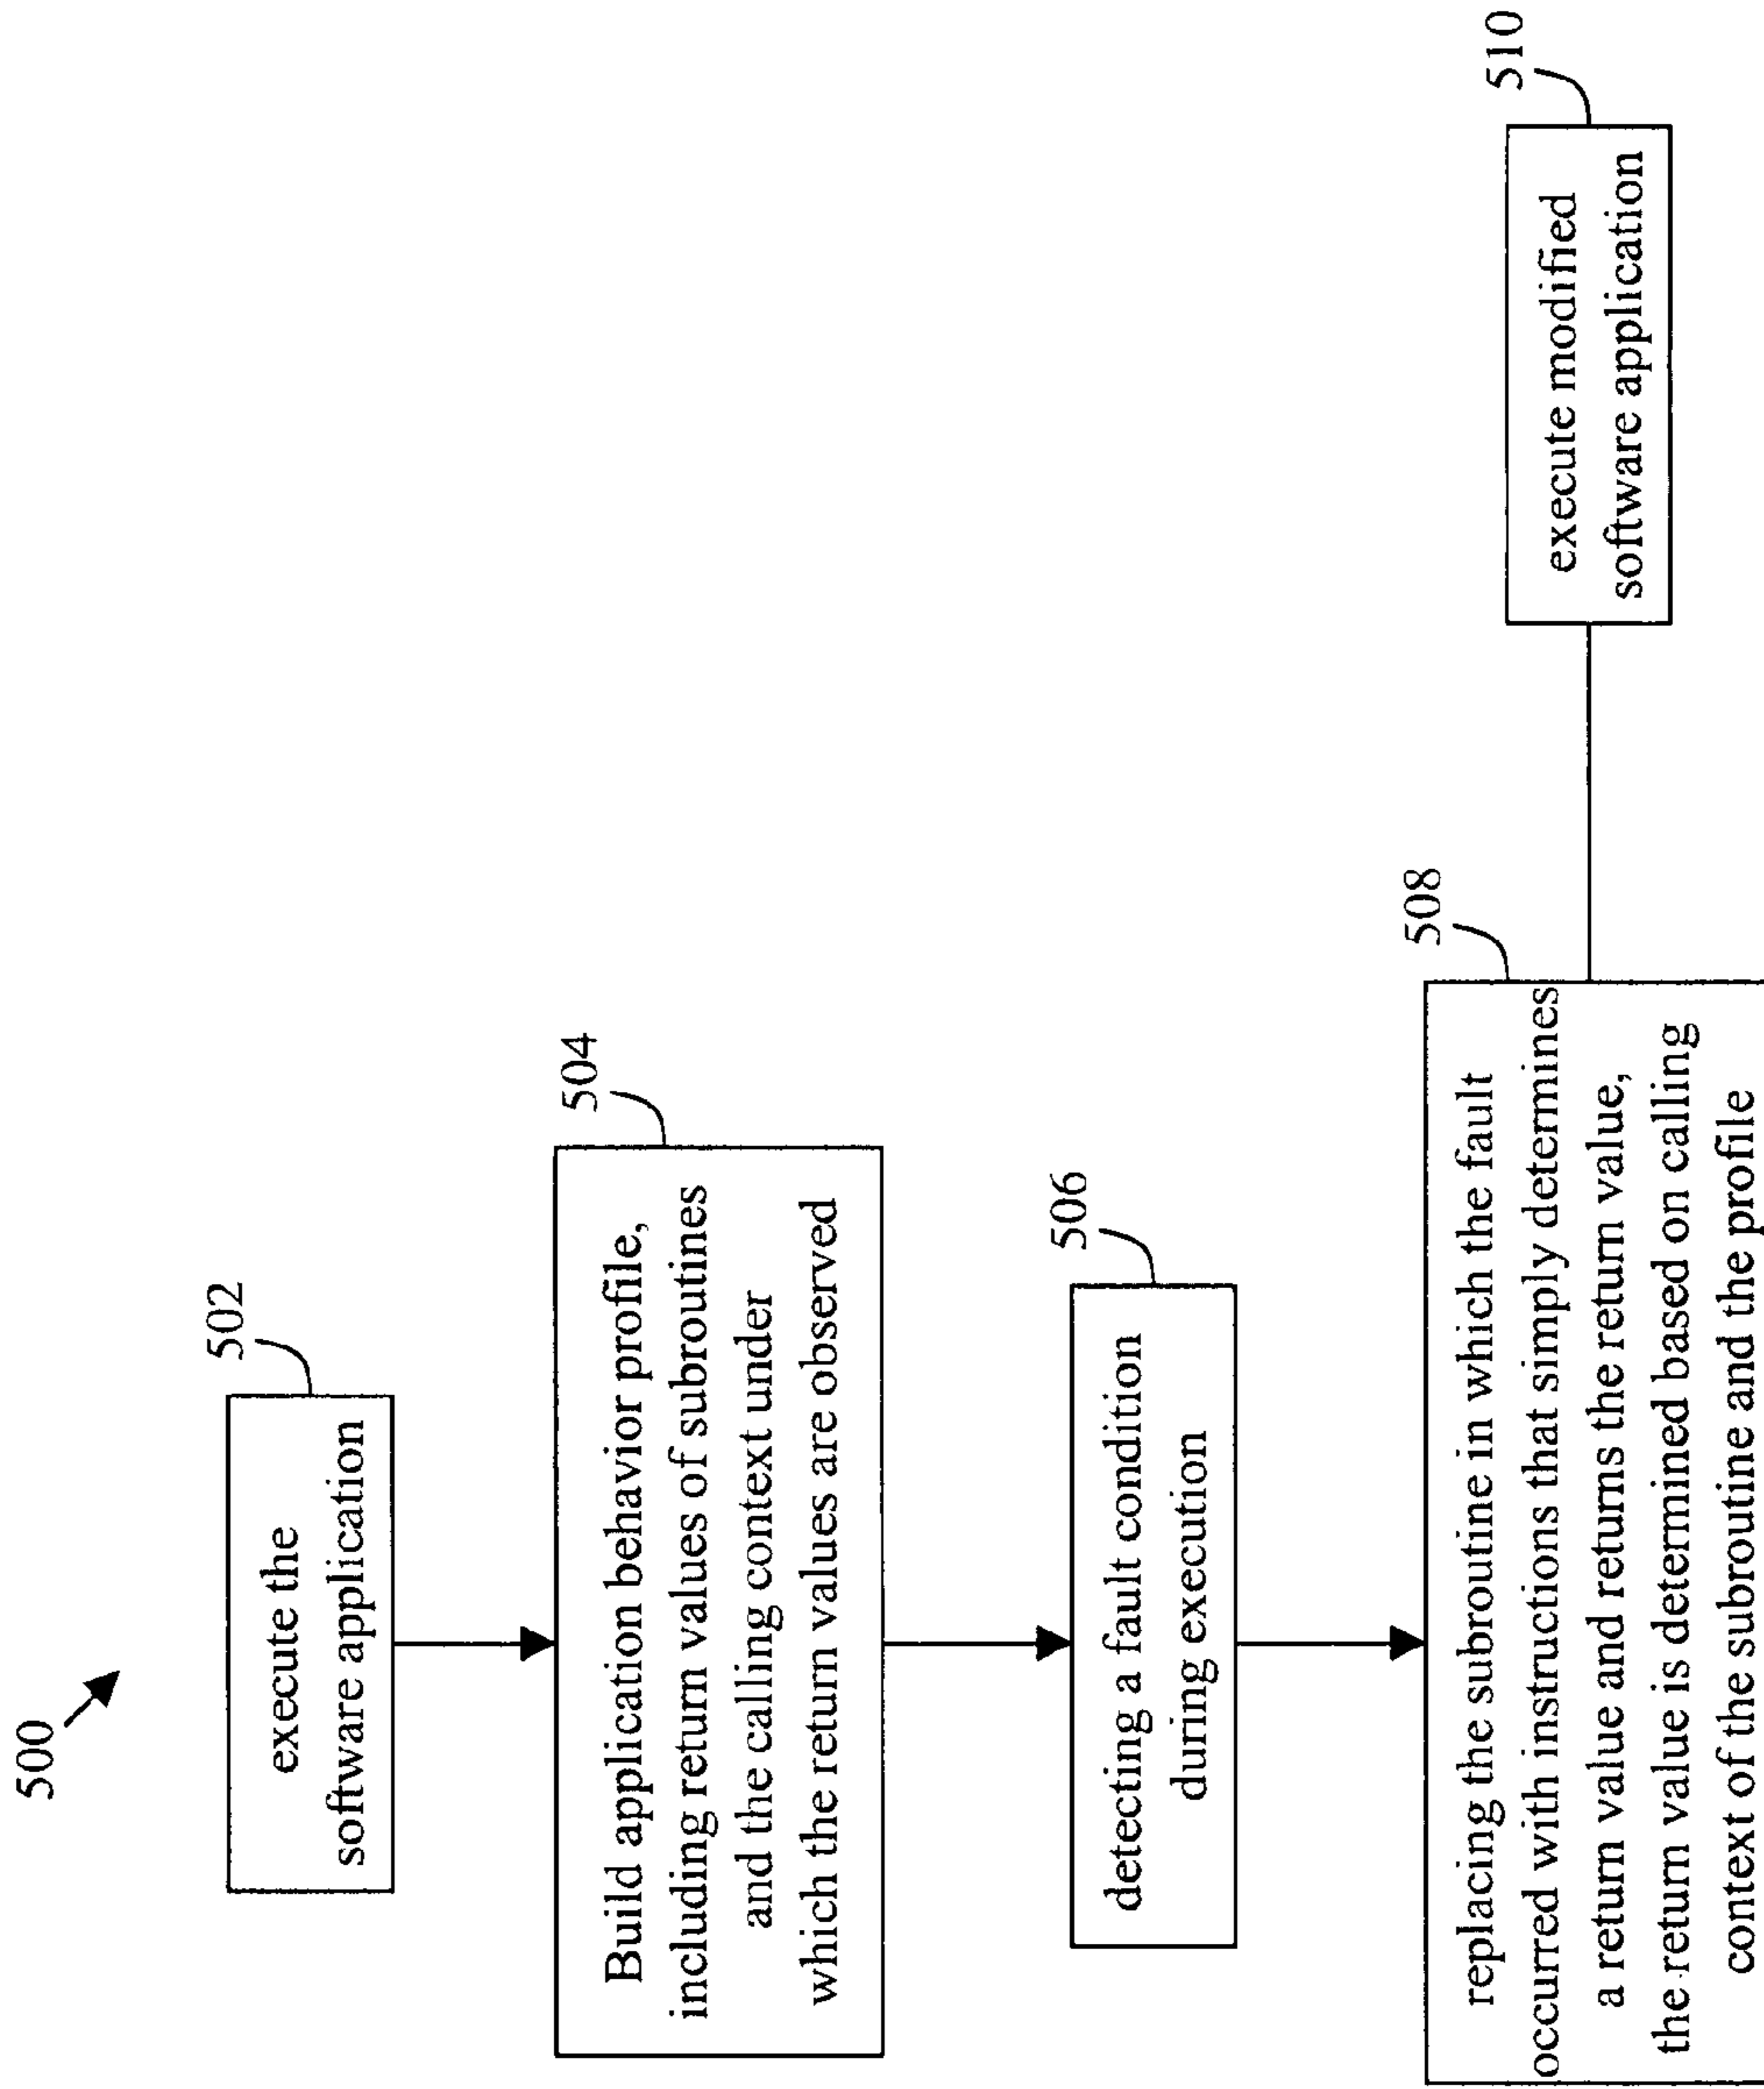 500
502
execute the
software application
504
Build application behavior profile,
including return values of subroutines
and the calling context under
which the return values are observed
506
detecting a fault condition
during execution
508
replacing the subroutine in which the fault
occurred with instructions that simply determines
a return value and returns the return value,
the return value is determined based on calling
context of the subroutine and the profile
510
execute modified
software application